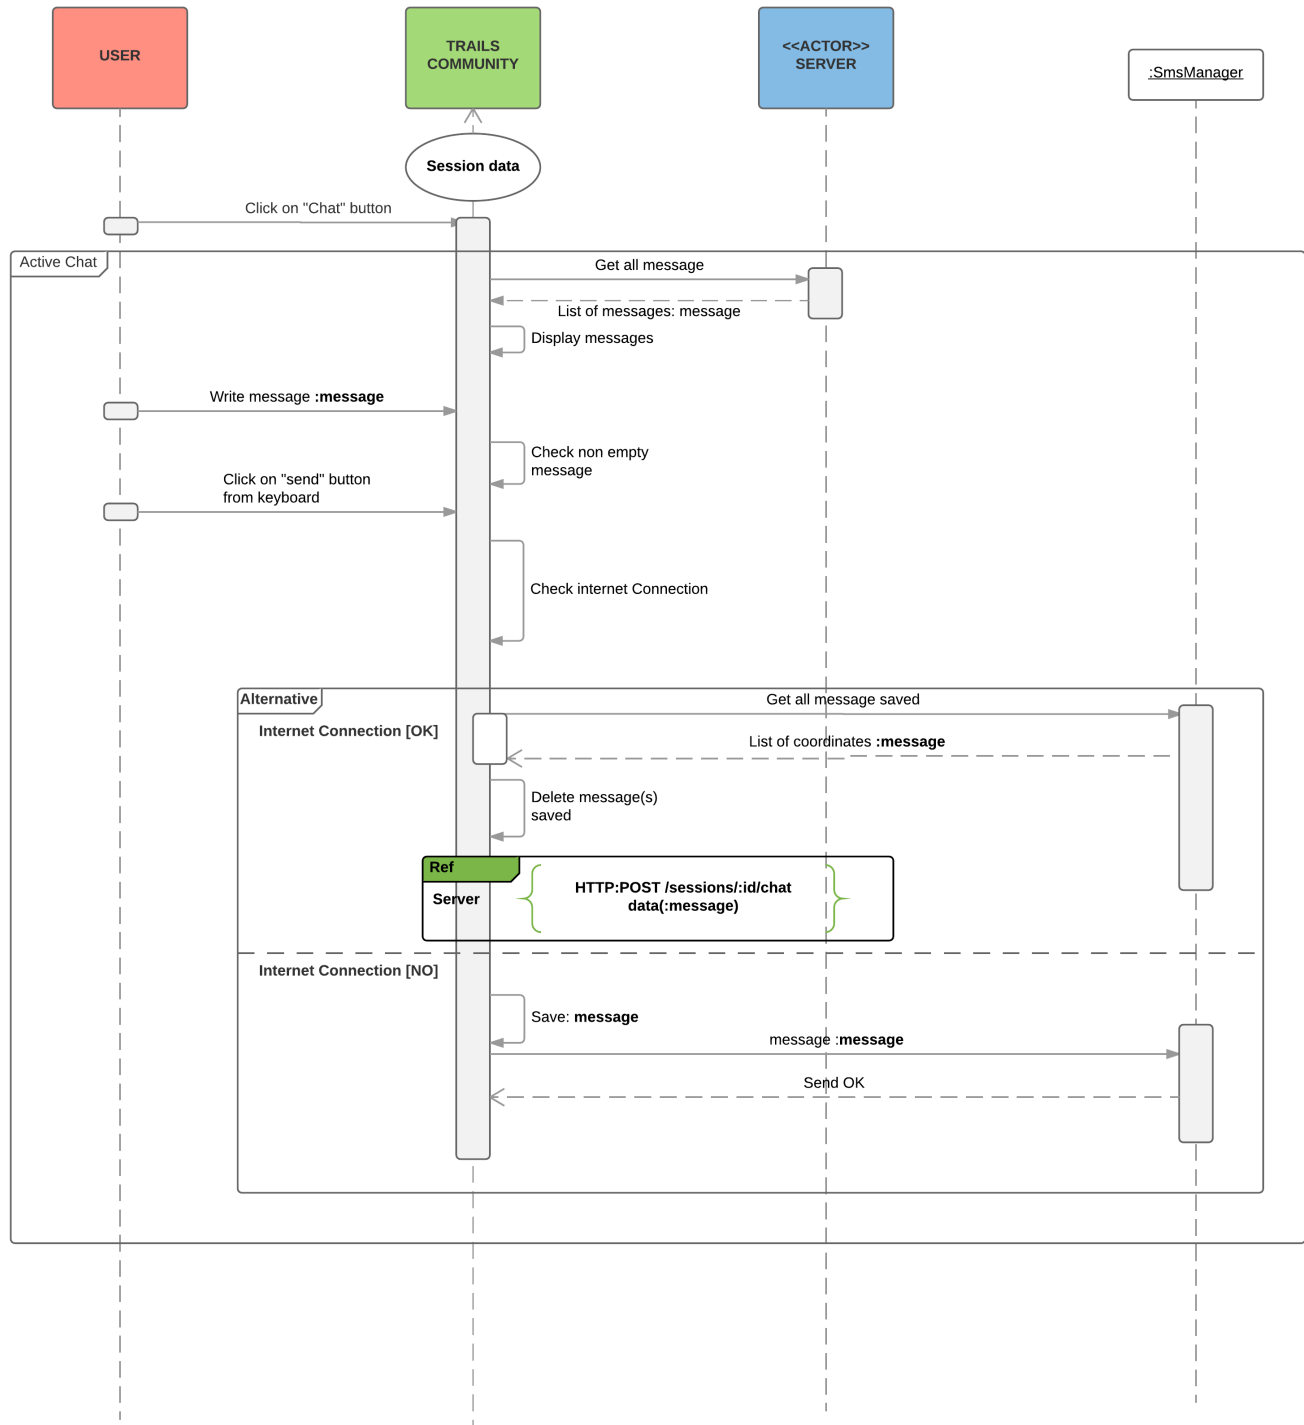 USER
TRAILS
COMMUNITY
<<ACTOR>>
SERVER
:SmsManager
Session data
Click on "Chat" button
Active Chat
Get all message
List of messages: message
Display messages
Write message :message
Check non empty
message
Click on "send" button
from keyboard
Check internet Connection
Alternative
Get all message saved
Internet Connection [OK]
List of coordinates :message
Delete message(s)
saved
Ref
Server
HTTP:POST /sessions/:id/chat
data(:message)
Internet Connection [NO]
Save: message
message :message
Send OK